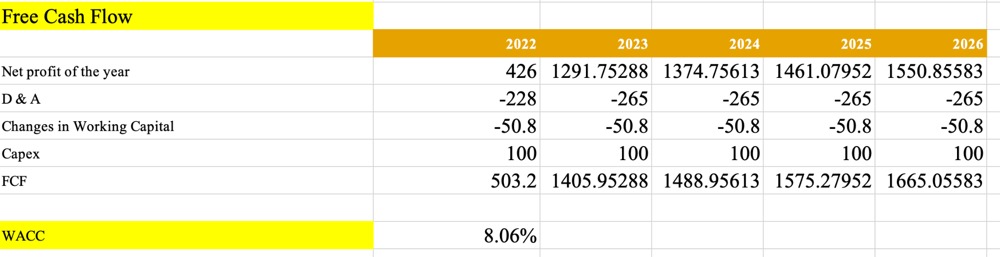 Free Cash Flow
2022 2023 2024 2025 2026
Net profit of the year 426 1291.75288 1374.75613 1461.07952 1550.85583
D & A -228 -265 -265 -265 -265
Changes in Working Capital -50.8 -50.8 -50.8 -50.8 -50.8
Capex 100 100 100 100 100
FCF 503.2 1405.95288 1488.95613 1575.27952 1665.05583
WACC 8.06%